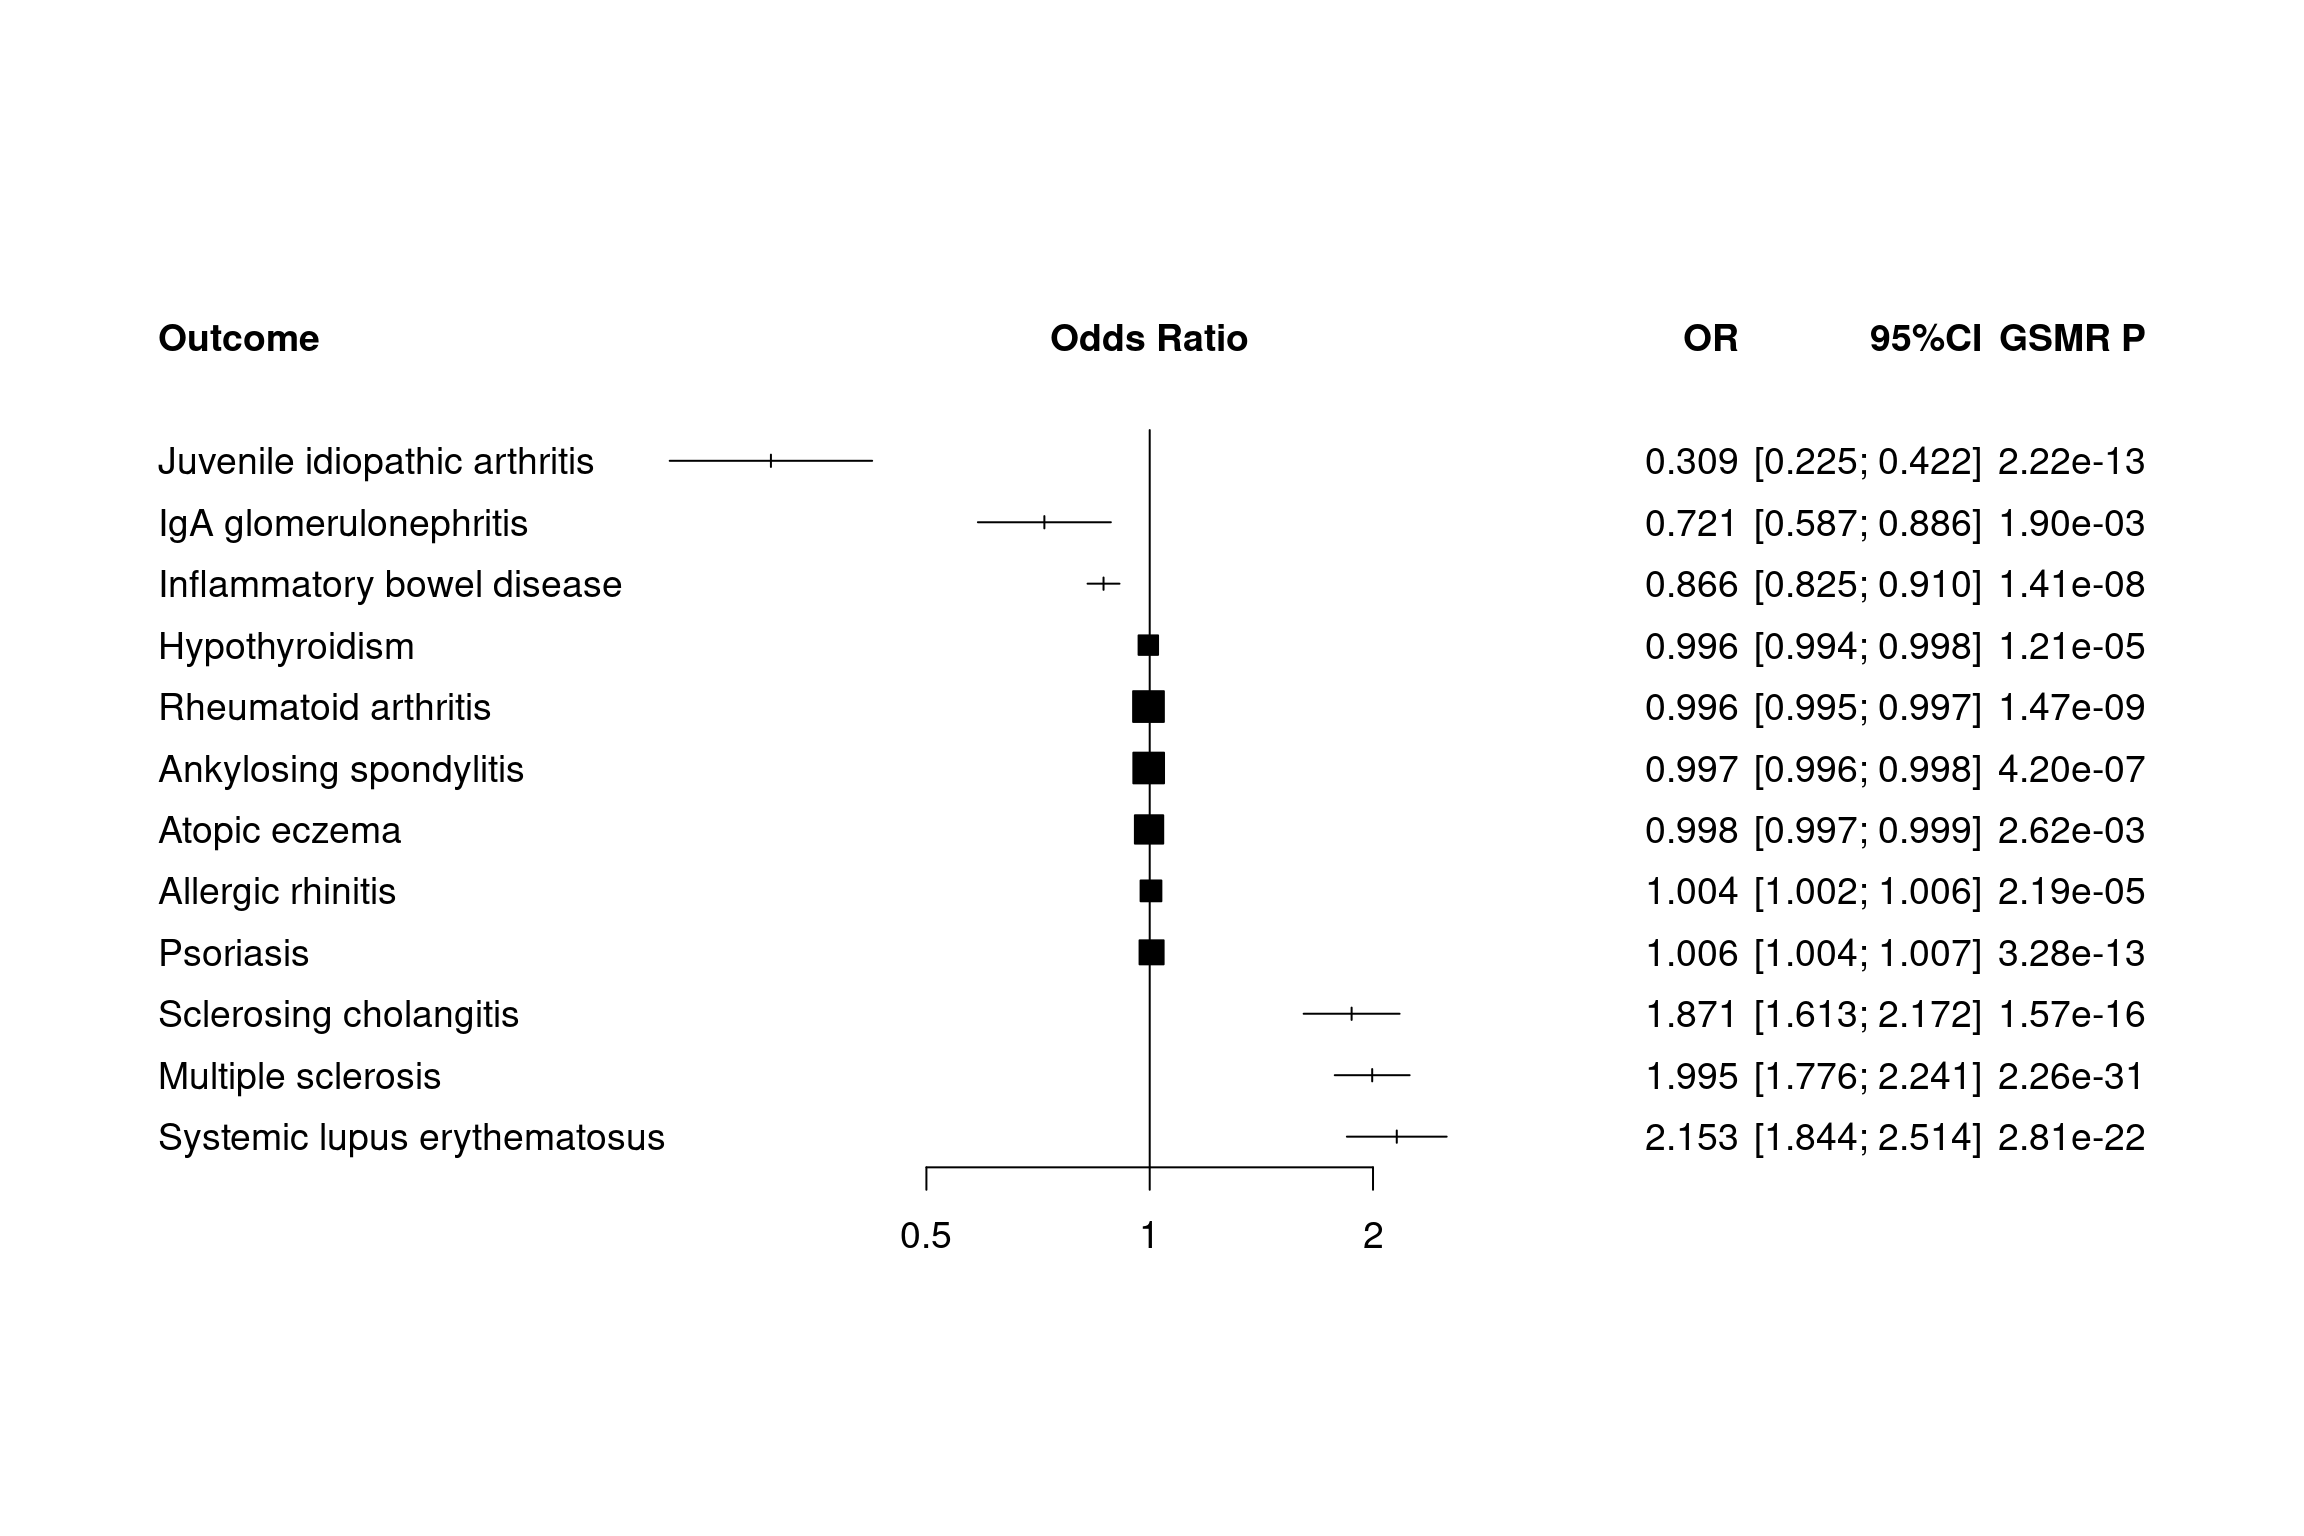 Outcome Odds Ratio OR 95%CI GSMR P
Juvenile idiopathic arthritis 0.309 [0.225; 0.422] 2.22e-13
IgA glomerulonephritis 0.721 [0.587; 0.886] 1.90e-03
Inflammatory bowel disease 0.866 [0.825; 0.910] 1.41e-08
Hypothyroidism 0.996 [0.994; 0.998] 1.21e-05
Rheumatoid arthritis 0.996 [0.995; 0.997] 1.47e-09
Ankylosing spondylitis 0.997 [0.996; 0.998] 4.20e-07
Atopic eczema 0.998 [0.997; 0.999] 2.62e-03
Allergic rhinitis 1.004 [1.002; 1.006] 2.19e-05
Psoriasis 1.006 [1.004; 1.007] 3.28e-13
Sclerosing cholangitis 1.871 [1.613; 2.172] 1.57e-16
Multiple sclerosis 1.995 [1.776; 2.241] 2.26e-31
Systemic lupus erythematosus 2.153 [1.844; 2.514] 2.81e-22
0.5 1 2